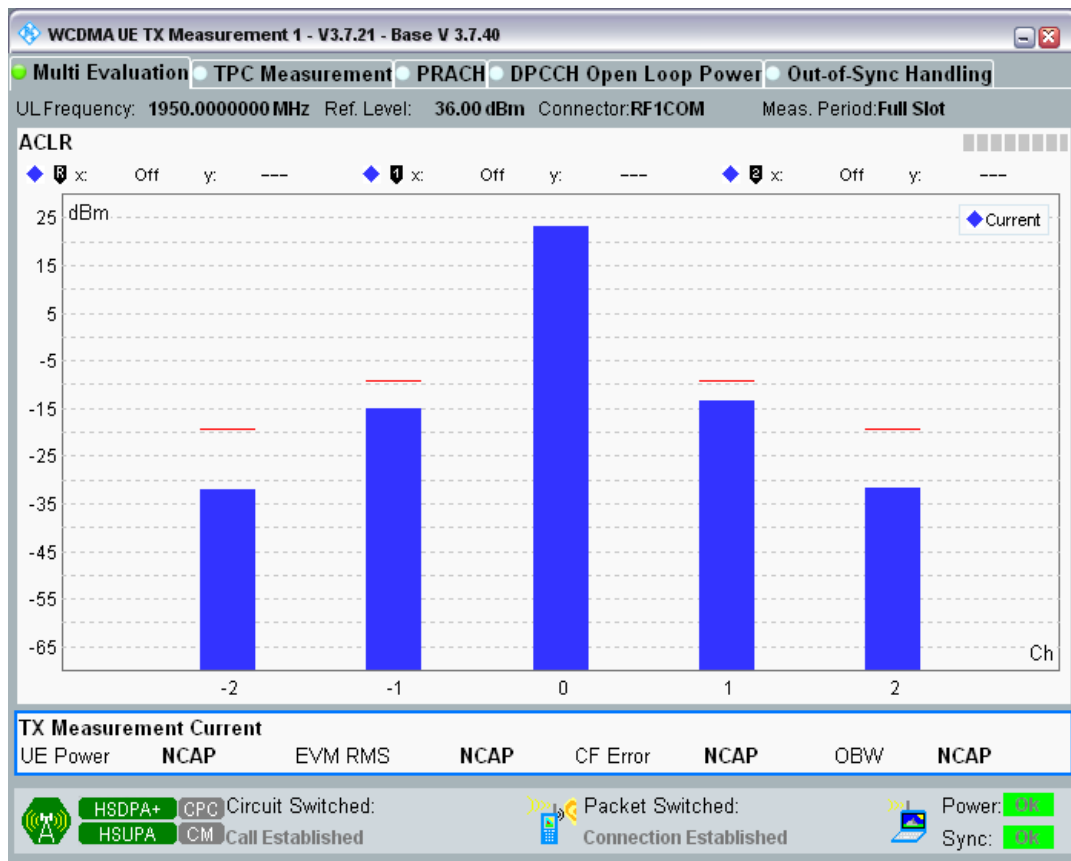 WCDMA UE TX Measurement 1 - V3.7.21 - Base V 3.7.40
Multi Evaluation TPC Measurement PRACH DPCCH Open Loop Power Out-of-Sync Handling
UL Frequency: 1950.0000000 MHz Ref. Level: 36.00 dBm Connector:RF1COM Meas. Period:Full Slot
ACLR
R x: Off y: --- 1 x: Off y: --- 2 x: Off y: ---
dBm
Current
25
15
5
-5
-15
-25
-35
-45
-55
-65
Ch
-2 -1 0 1 2
TX Measurement Current
UE Power NCAP EVM RMS NCAP CF Error NCAP OBW NCAP
HSDPA+ CPC Circuit Switched: Packet Switched: Power: OK
HSUPA CM Call Established Connection Established Sync: OK